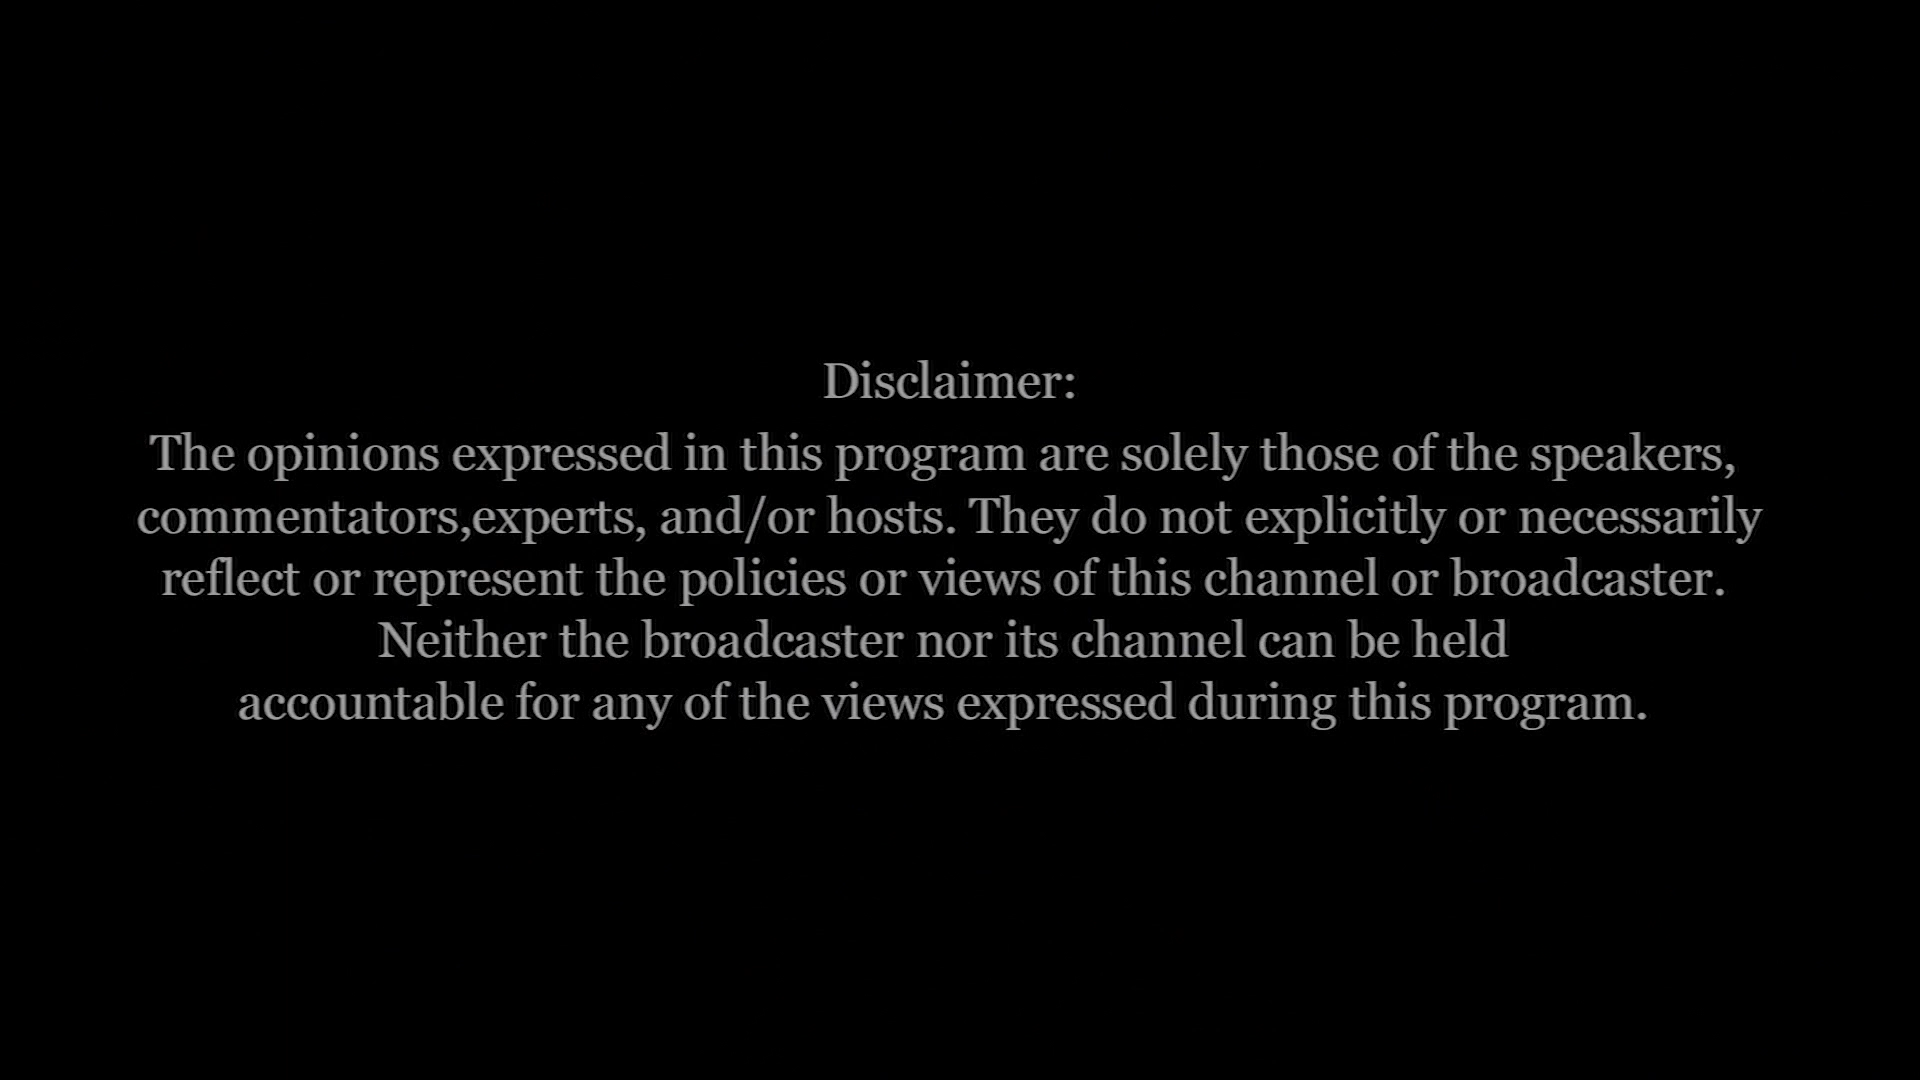 Disclaimer:
The opinions expressed in this program are solely those of the speakers,
commentators,experts, and/or hosts. They do not explicitly or necessarily
reflect or represent the policies or views of this channel or broadcaster.
Neither the broadcaster nor its channel can be held
accountable for any of the views expressed during this program.